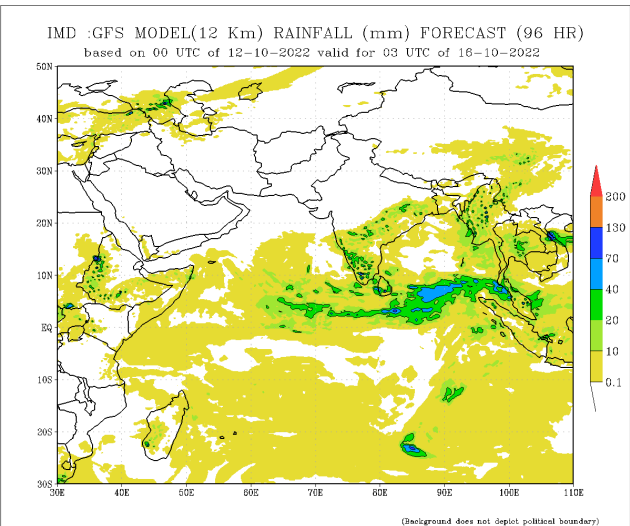 IMD :GFS MODEL(12 Km) RAINFALL (mm) FORECAST (96 HR)
based on 00 UTC of 12-10-2022 valid for 03 UTC of 16-10-2022
50N
40N
30N
20N
10N
EQ
10S
20S
30S
30E 40E 50E 60E 70E 80E 90E 100E 110E
200
130
70
40
20
10
0.1
(Background does not depict political boundary)